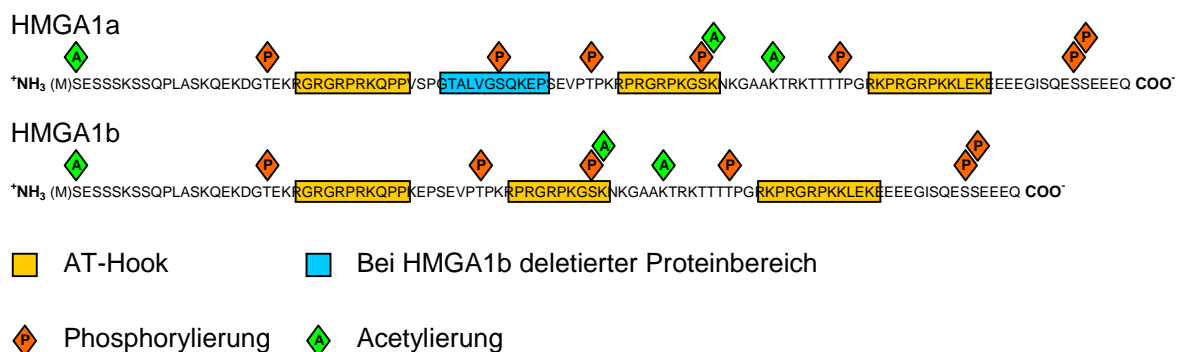 HMGA1a
A P
A P P P P A P P
⁺NH₃ (M)SESSSKSSQPLASKQEKDGTEKRGRGRPRKQPPVSPGTALVGSQKEPSEVPTPKRPRGRPKGSKNKGAAKTRKTTTTPGRKPRGRPKKLEKEEEEGISQESSEEEQ COO⁻
HMGA1b
A P
A P P P A P P
⁺NH₃ (M)SESSSKSSQPLASKQEKDGTEKRGRGRPRKQPPKEPSEVPTPKRPRGRPKGSKNKGAAKTRKTTTTPGRKPRGRPKKLEKEEEEGISQESSEEEQ COO⁻
AT-Hook Bei HMGA1b deletierter Proteinbereich
P Phosphorylierung A Acetylierung